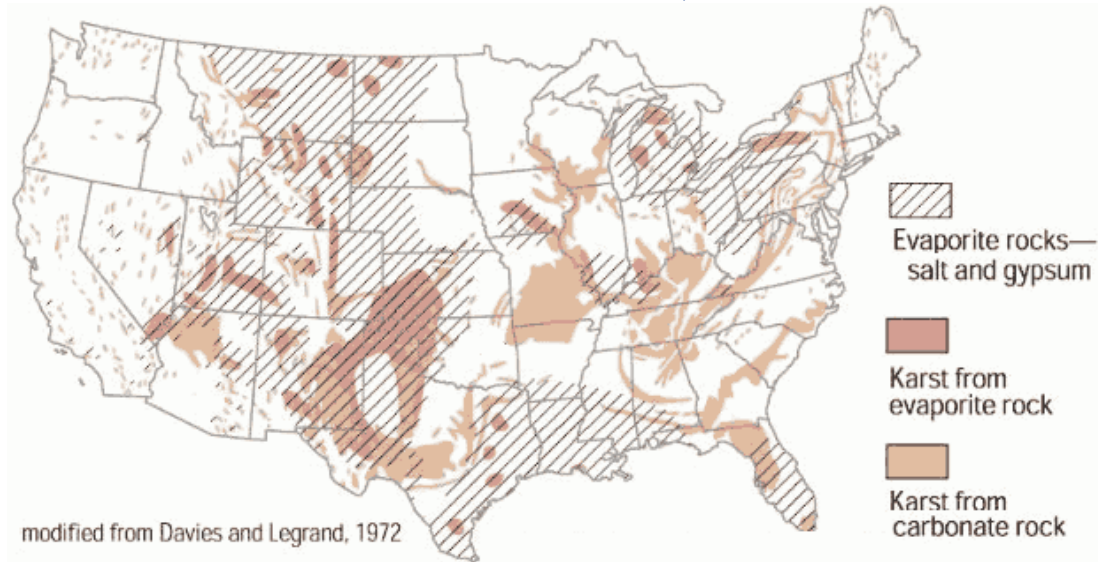 Evaporite rocks—
salt and gypsum
Karst from
evaporite rock
Karst from
carbonate rock
modified from Davies and Legrand, 1972